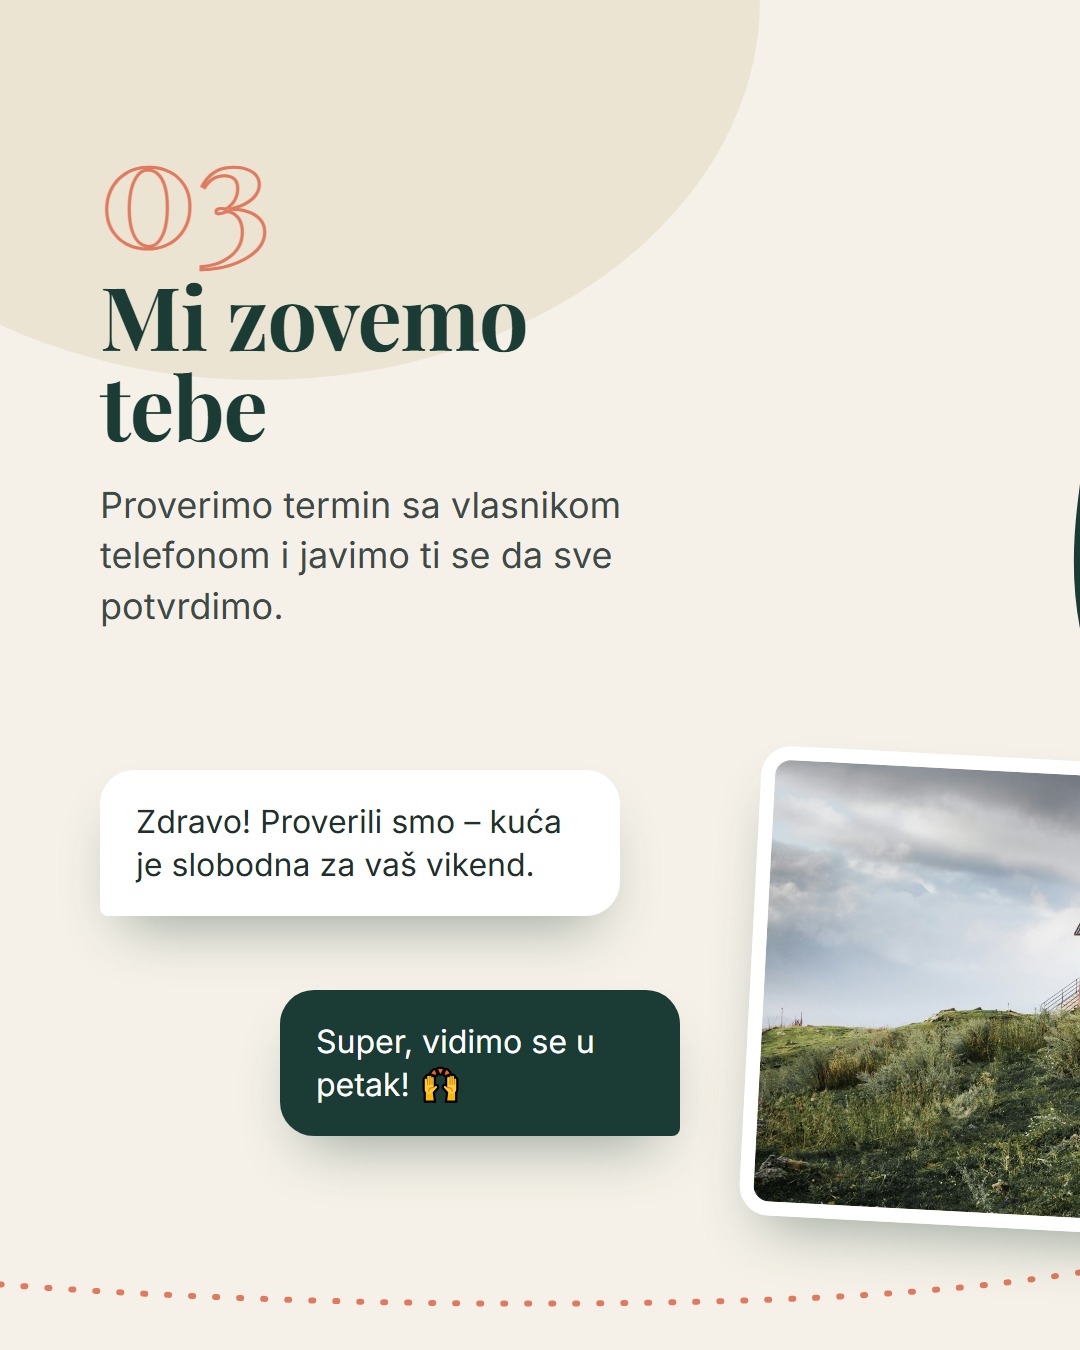 03
Mi zovemo
tebe
Proverimo termin sa vlasnikom
telefonom i javimo ti se da sve
potvrdimo.
Zdravo! Proverili smo – kuća
je slobodna za vaš vikend.
Super, vidimo se u
petak! 🙌